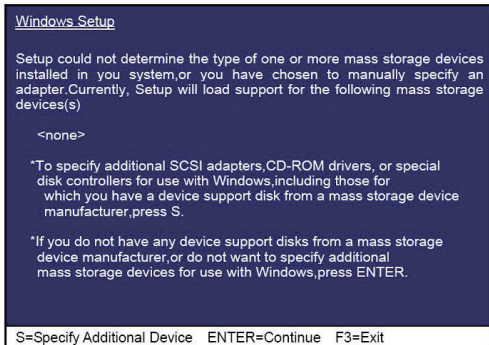 Windows Setup
Setup could not determine the type of one or more mass storage devices
installed in you system,or you have chosen to manually specify an
adapter.Currently, Setup will load support for the following mass storage
devices(s)
<none>
*To specify additional SCSI adapters,CD-ROM drivers, or special
disk controllers for use with Windows,including those for
which you have a device support disk from a mass storage device
manufacturer,press S.
*If you do not have any device support disks from a mass storage
device manufacturer,or do not want to specify additional
mass storage devices for use with Windows,press ENTER.
S=Specify Additional Device ENTER=Continue F3=Exit